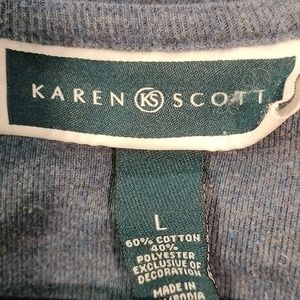 KAREN KS SCOTT
L
60% COTTON
40%
POLYESTER
EXCLUSIVE OF
DECORATION
MADE IN